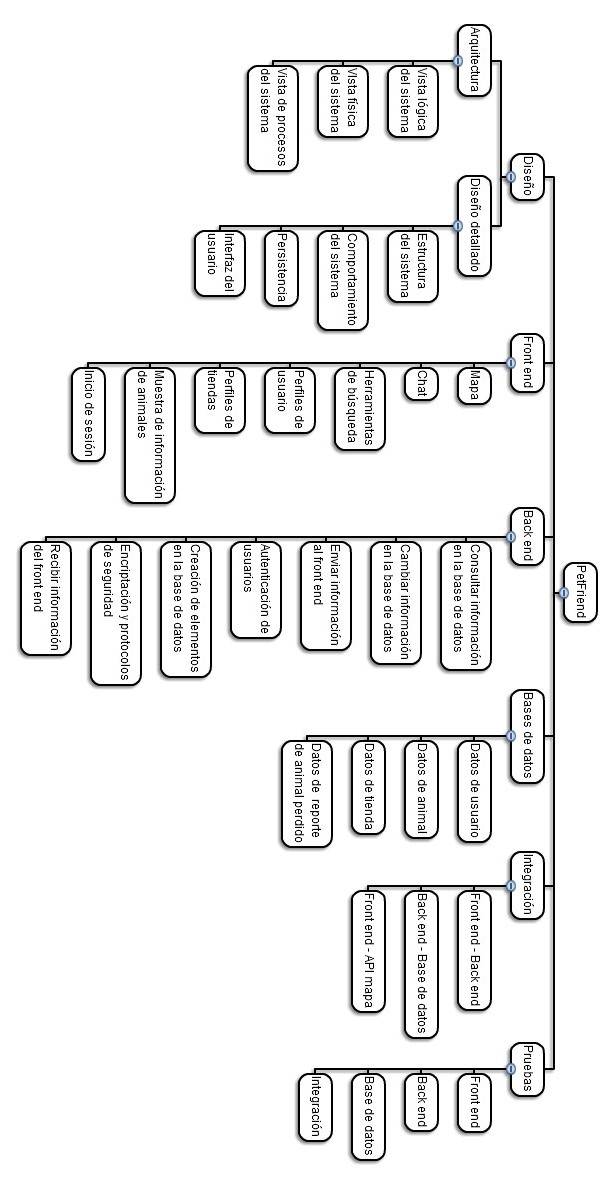 PetFriend
Diseño
Arquitectura
Vista lógica
del sistema
VIsta física
del sistema
Vista de procesos
del sistema
Diseño detallado
Estructura
del sistema
Comportamiento
del sistema
Persistencia
Interfaz del
usuario
Front end
Mapa
Chat
Herramientas
de búsqueda
Perfiles de
usuario
Perfiles de
tiendas
Muestra de información
de animales
Inicio de sesión
Back end
Consultar información
en la base de datos
Cambiar información
en la base de datos
Enviar información
al front end
Autenticación de
usuarios
Creación de elementos
en la base de datos
Encriptación y protocolos
de seguridad
Recibir información
del front end
Bases de datos
Datos de usuario
Datos de animal
Datos de tienda
Datos de reporte
de animal perdido
Integración
Front end - Back end
Back end - Base de datos
Front end - API mapa
Pruebas
Front end
Back end
Base de datos
Integración